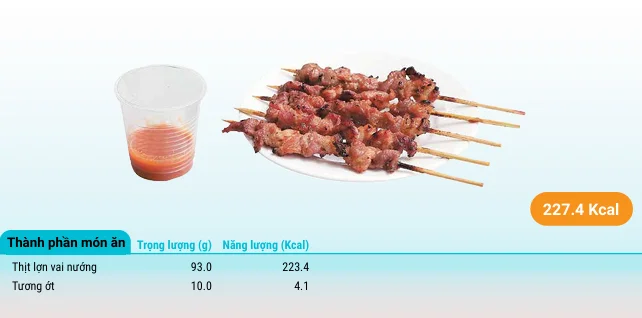 227.4 Kcal
Thành phần món ăn Trọng lượng (g) Năng lượng (Kcal)
Thịt lợn vai nướng 93.0 223.4
Tương ớt 10.0 4.1